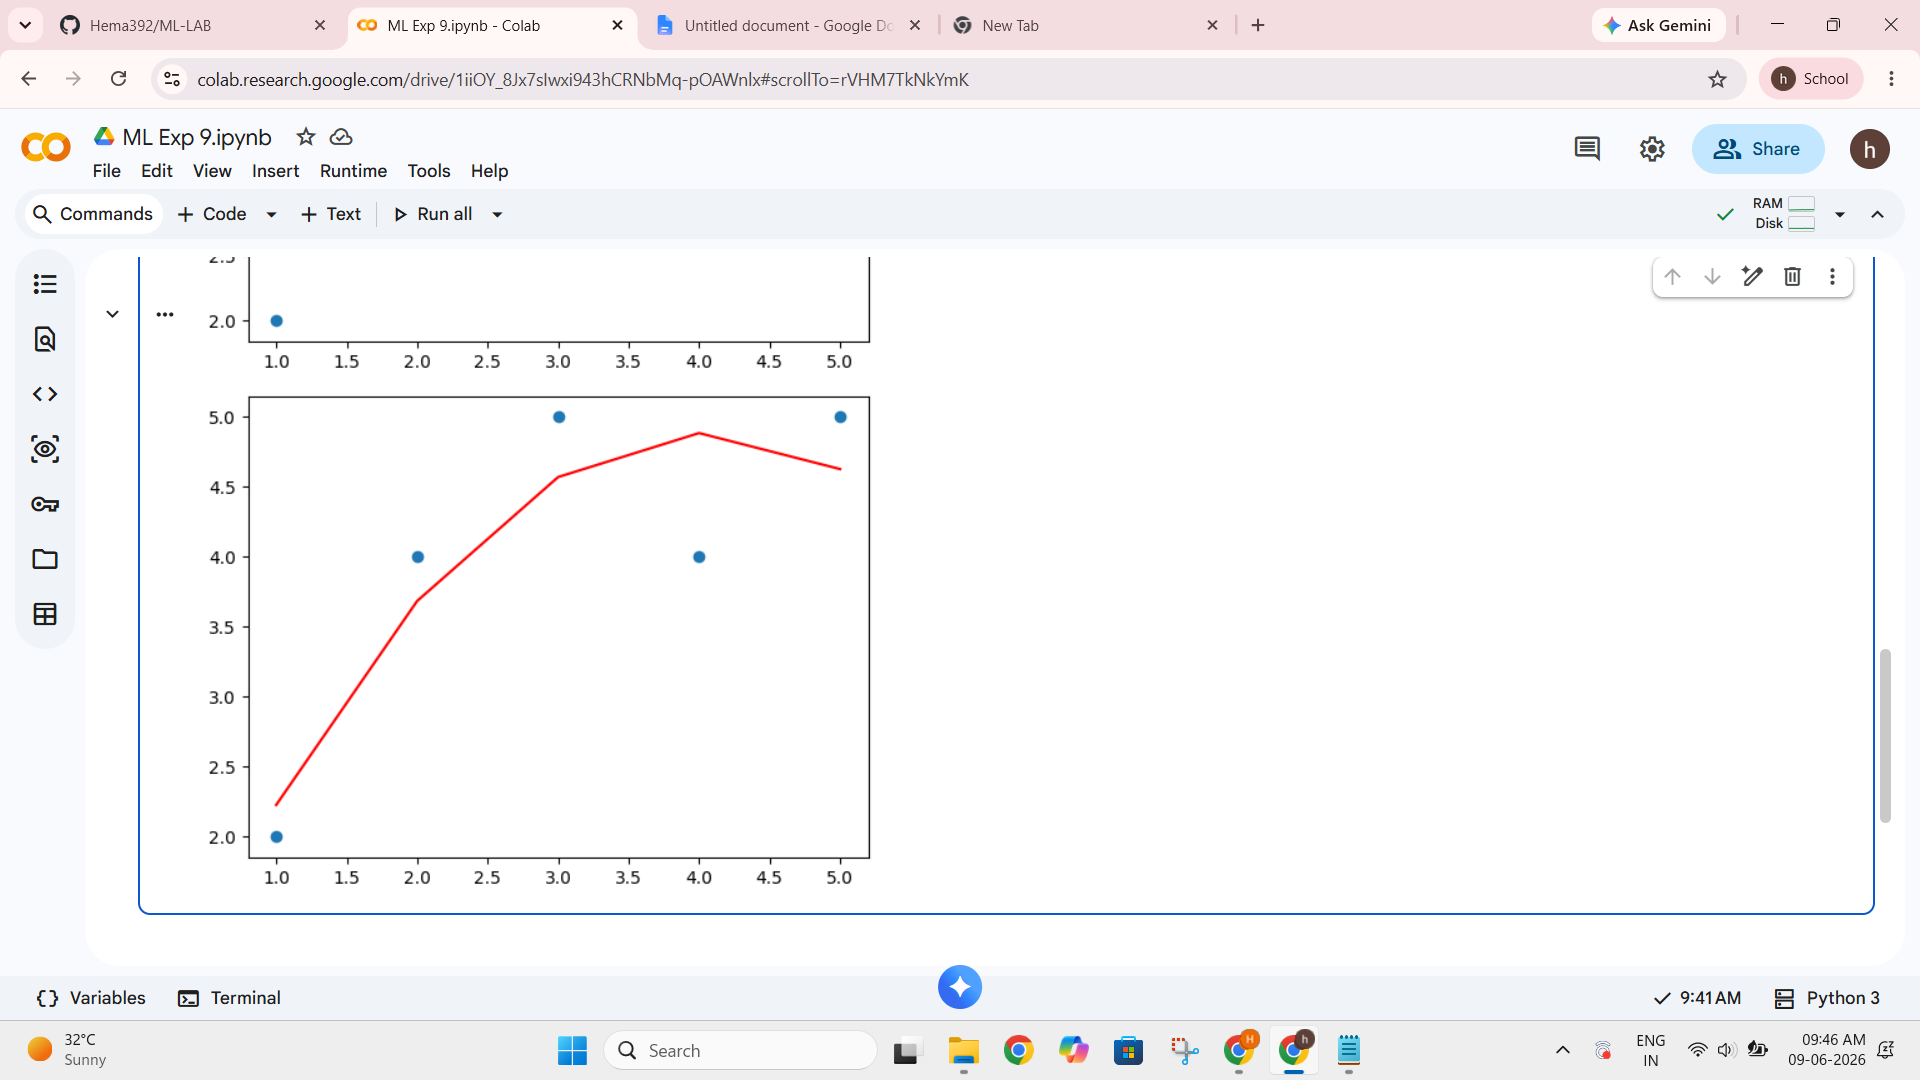 Hema392/ML-LAB
ML Exp 9.ipynb - Colab
Untitled document - Google Do
New Tab
Ask Gemini
colab.research.google.com/drive/1iiOY_8Jx7sIwxi943hCRNbMq-pOAWnlx#scrollTo=rVHM7TkNkYmK
h School
ML Exp 9.ipynb
File Edit View Insert Runtime Tools Help
Share
h
Commands + Code + Text Run all
RAM
Disk
2.5
2.0
1.0 1.5 2.0 2.5 3.0 3.5 4.0 4.5 5.0
5.0
4.5
4.0
3.5
3.0
2.5
2.0
1.0 1.5 2.0 2.5 3.0 3.5 4.0 4.5 5.0
Variables Terminal
9:41 AM Python 3
32°C
Sunny
Search
H
h
ENG
IN
09:46 AM
09-06-2026